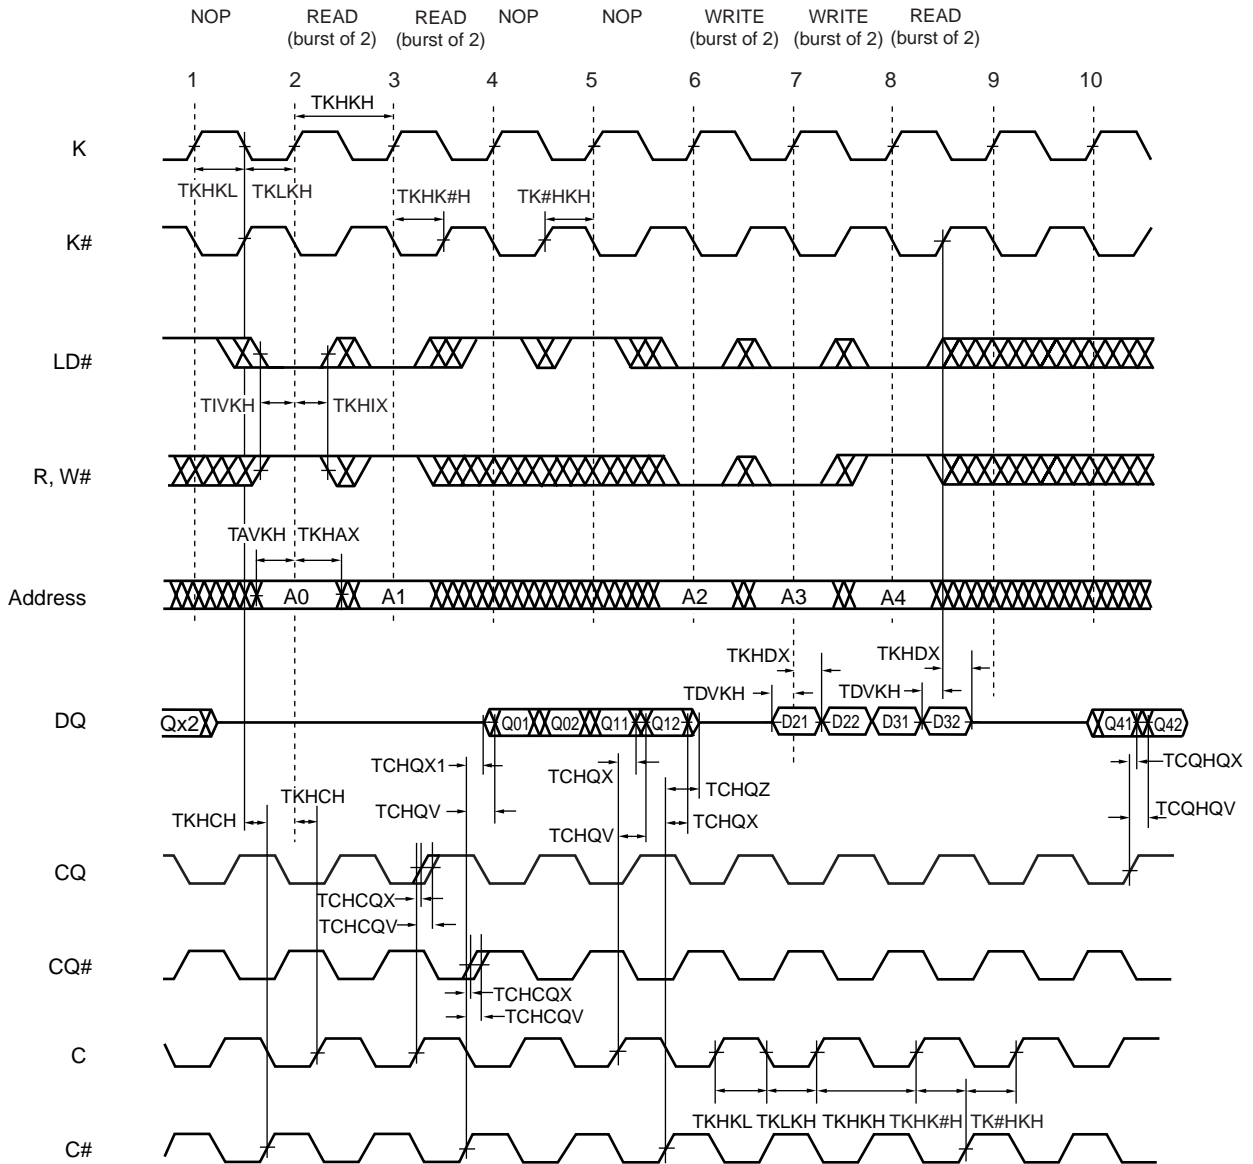 NOP READ READ NOP NOP WRITE WRITE READ
(burst of 2) (burst of 2) (burst of 2) (burst of 2) (burst of 2)
1 2 3 4 5 6 7 8 9 10
TKHKH
K
TKHKL TKLKH TKHK#H TK#HKH
K#
LD#
TIVKH TKHIX
R, W#
TAVKH TKHAX
Address A0 A1 A2 A3 A4
TKHDX TKHDX
TDVKH TDVKH
DQ Qx2 Q01 Q02 Q11 Q12 D21 D22 D31 D32 Q41 Q42
TCHQX1 TCHQX TCQHQX
TKHCH TCHQZ
TCHQV TCQHQV
TKHCH TCHQV TCHQX
CQ
TCHCQX
TCHCQV
CQ#
TCHCQX
TCHCQV
C
TKHKL TKLKH TKHKH TKHK#H TK#HKH
C#